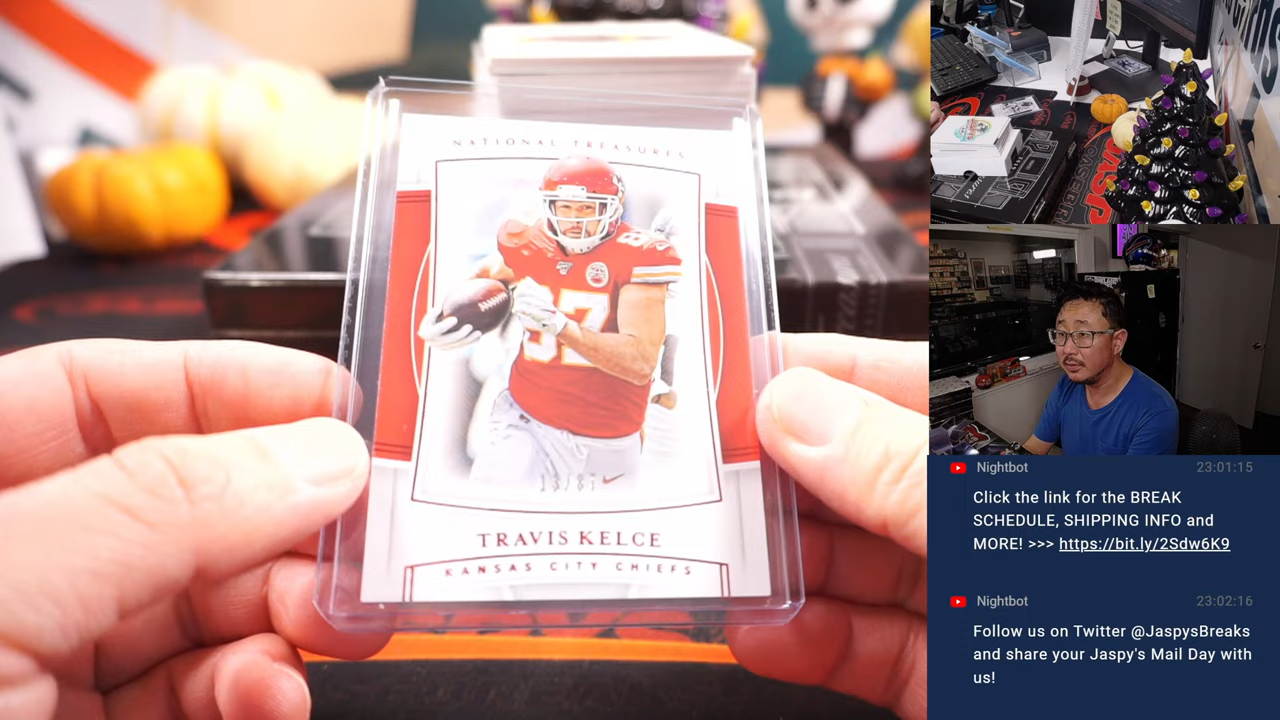 NATIONAL TREASURES
87
TRAVIS KELCE
KANSAS CITY CHIEFS
Nightbot
23:01:15
Click the link for the BREAK
SCHEDULE, SHIPPING INFO and
MORE! >>> https://bit.ly/2Sdw6K9
Nightbot
23:02:16
Follow us on Twitter @JaspysBreaks
and share your Jaspy's Mail Day with
us!